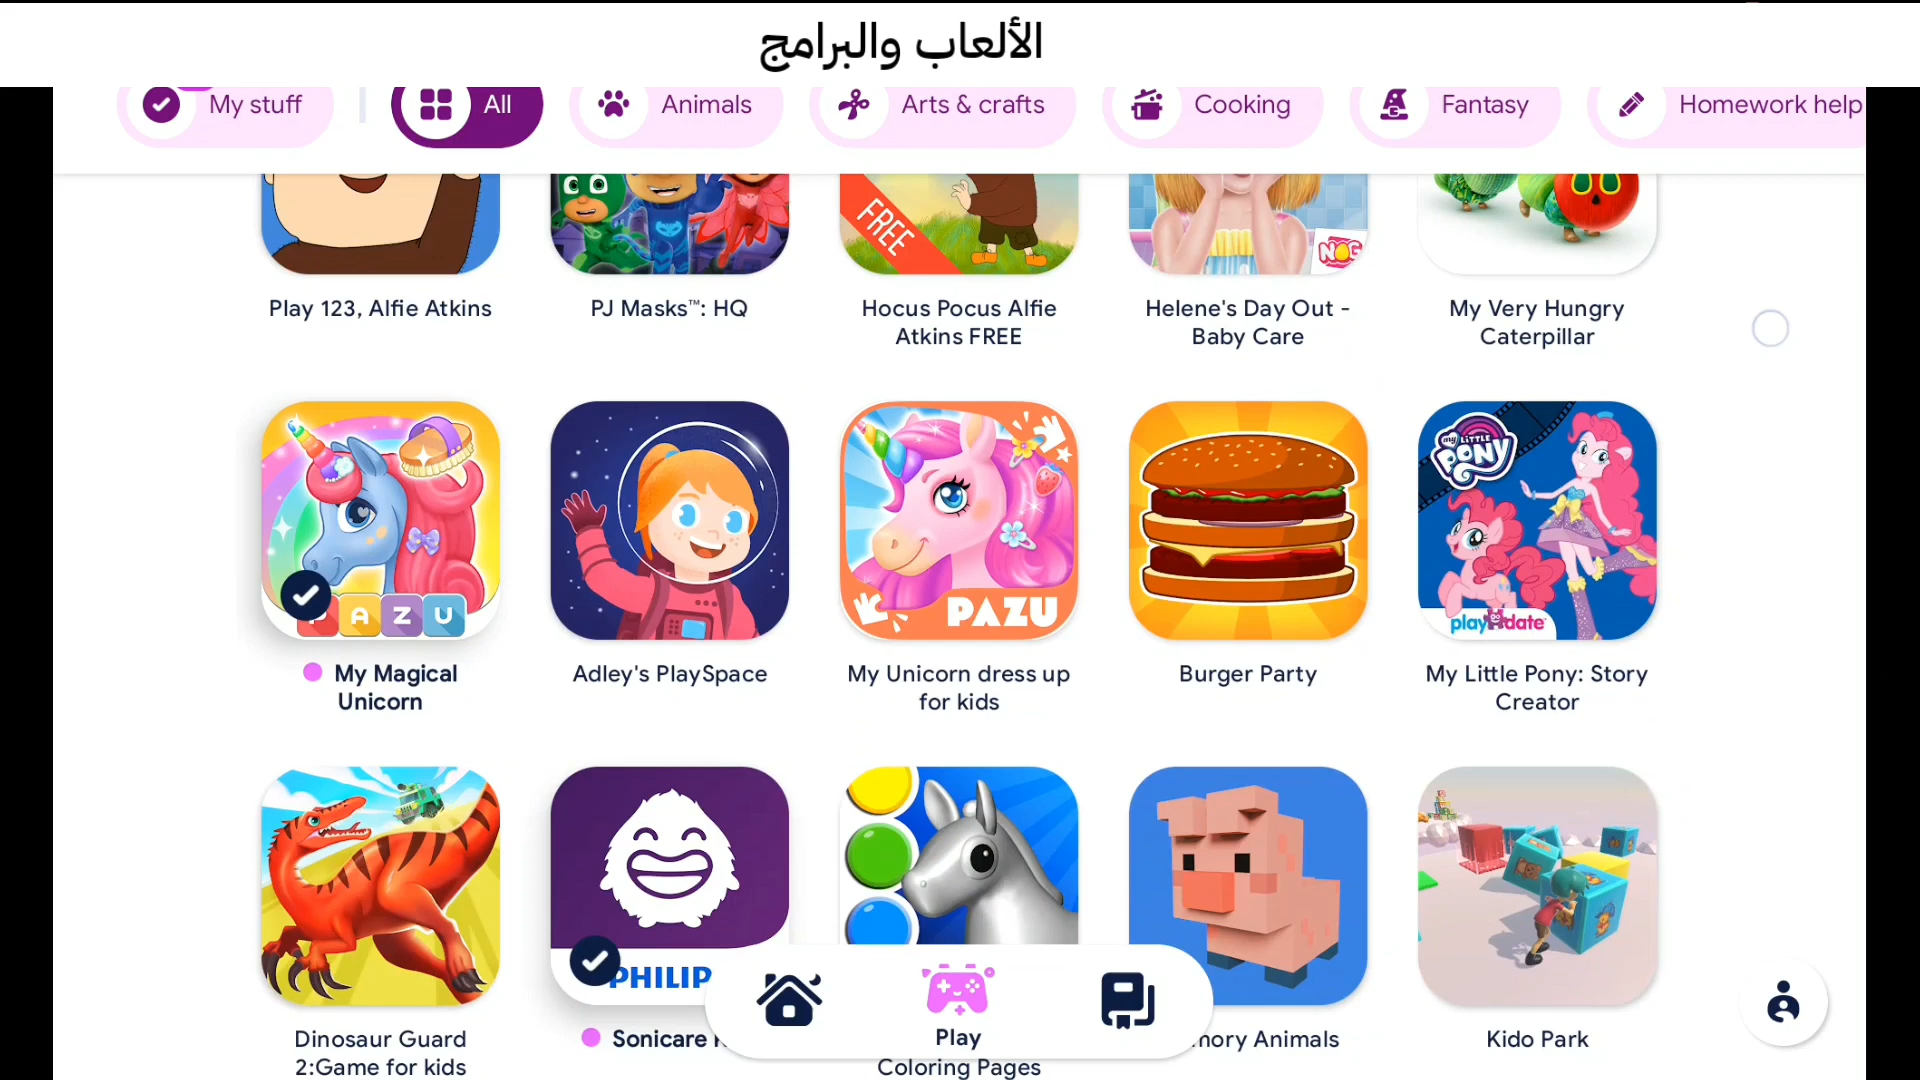 الألعاب والبرامج
My stuff
All
Animals
Arts & crafts
Cooking
Fantasy
Homework help
FREE
Play 123, Alfie Atkins
PJ Masks™: HQ
Hocus Pocus Alfie
Atkins FREE
Helene's Day Out -
Baby Care
My Very Hungry
Caterpillar
AZU
PAZU
my LITTLE
PONY
playdate
My Magical
Unicorn
Adley's PlaySpace
My Unicorn dress up
for kids
Burger Party
My Little Pony: Story
Creator
PHILIP
Dinosaur Guard
2:Game for kids
Sonicare
Play
Coloring Pages
Animals
Kido Park